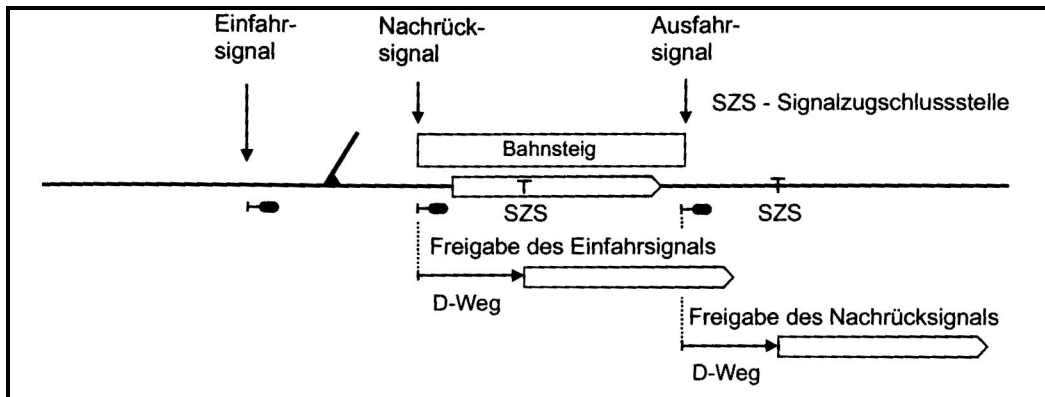 Einfahr-
signal
Nachrück-
signal
Ausfahr-
signal
SZS - Signalzugschlussstelle
Bahnsteig
SZS
SZS
Freigabe des Einfahrsignals
D-Weg
Freigabe des Nachrücksignals
D-Weg